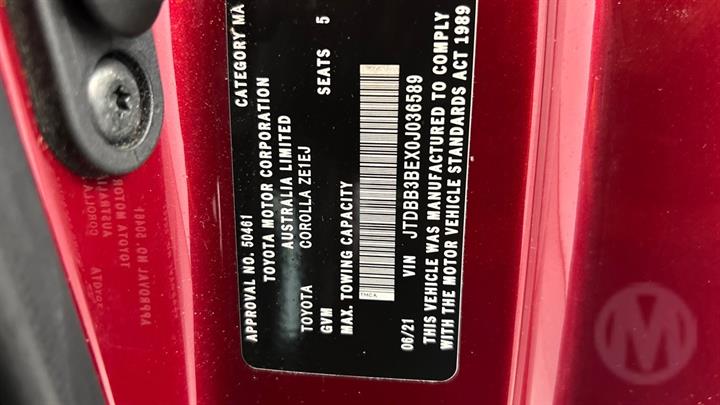 APPROVAL NO. 50461 CATEGORY MA
TOYOTA MOTOR CORPORATION
AUSTRALIA LIMITED
TOYOTA COROLLA ZE1EJ
GVM SEATS 5
MAX. TOWING CAPACITY
TMCA
06/21 VIN JTDBB3BEX0J036589
THIS VEHICLE WAS MANUFACTURED TO COMPLY
WITH THE MOTOR VEHICLE STANDARDS ACT 1989
M